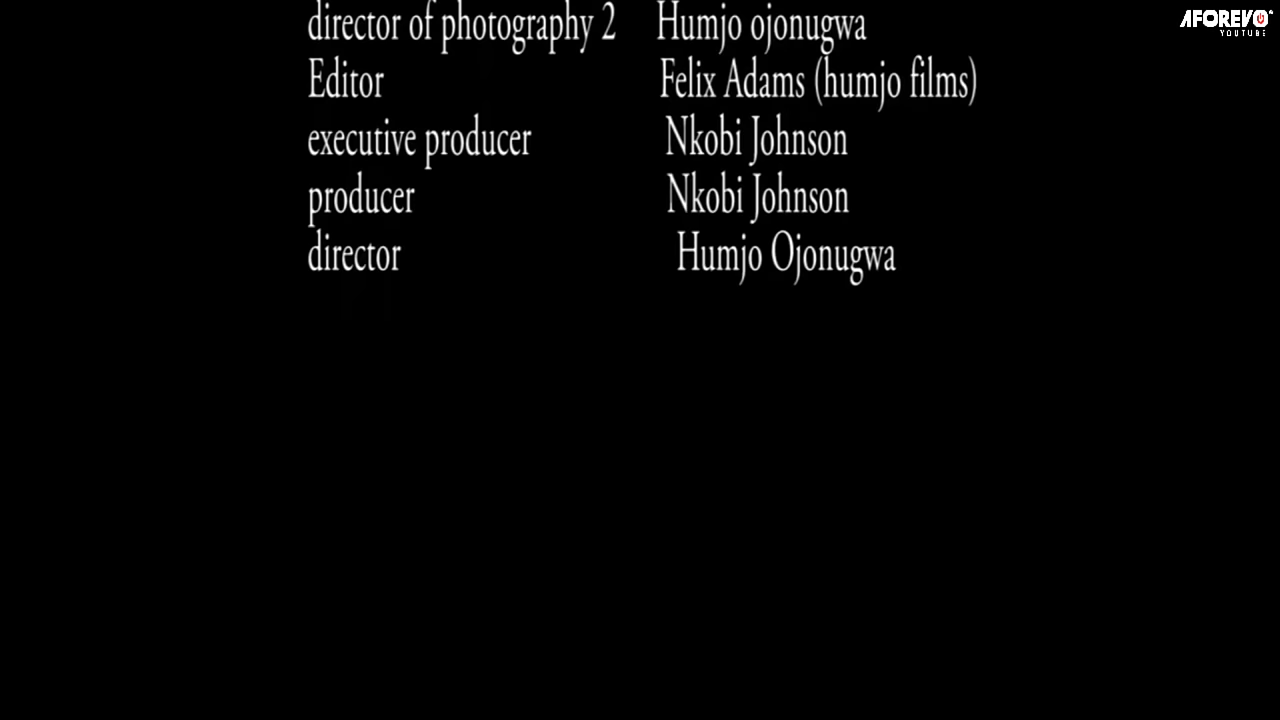 AFOREVO
YOUTUBE
director of photography 2 Humjo ojonugwa
Editor Felix Adams (humjo films)
executive producer Nkobi Johnson
producer Nkobi Johnson
director Humjo Ojonugwa